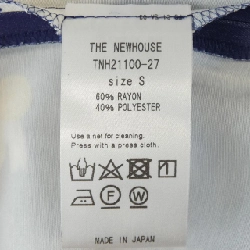 THE NEWHOUSE
TNH21100-27
size S
60% RAYON
40% POLYESTER
Use a net for cleaning.
Press with a press cloth.
F W
MADE IN JAPAN